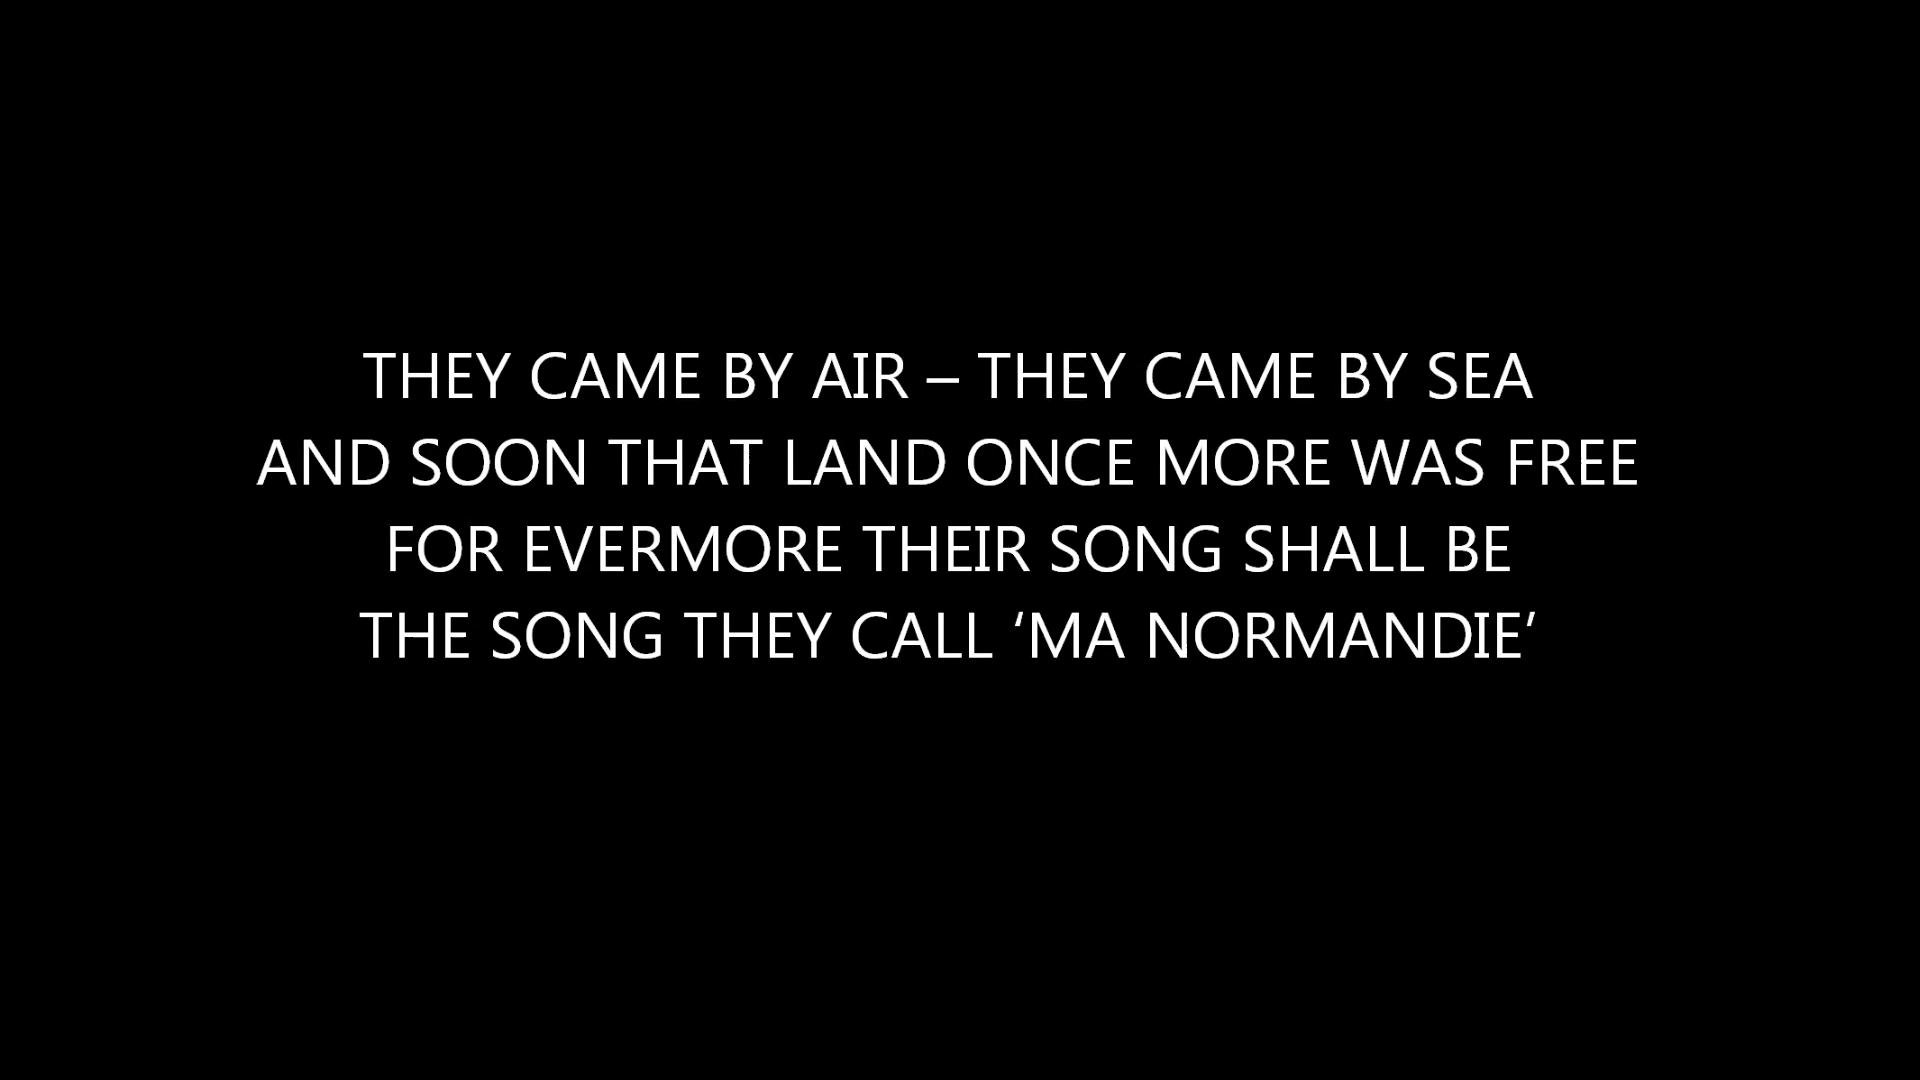 THEY CAME BY AIR – THEY CAME BY SEA
AND SOON THAT LAND ONCE MORE WAS FREE
FOR EVERMORE THEIR SONG SHALL BE
THE SONG THEY CALL ‘MA NORMANDIE’